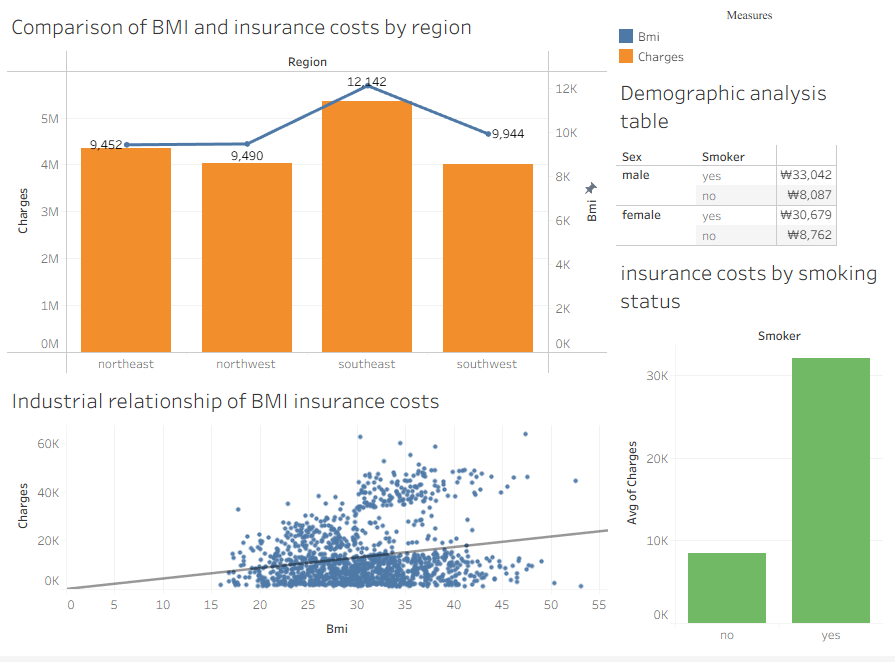 Comparison of BMI and insurance costs by region
Region
Charges
5M
4M
3M
2M
1M
0M
9,452
9,490
12,142
9,944
12K
10K
8K
6K
4K
2K
0K
Bmi
northeast northwest southeast southwest
Measures
Bmi
Charges
Demographic analysis
table
Sex Smoker
male yes ₩33,042
no ₩8,087
female yes ₩30,679
no ₩8,762
Industrial relationship of BMI insurance costs
Charges
60K
40K
20K
0K
0 5 10 15 20 25 30 35 40 45 50 55
Bmi
insurance costs by smoking
status
Smoker
Avg of Charges
30K
20K
10K
0K
no yes